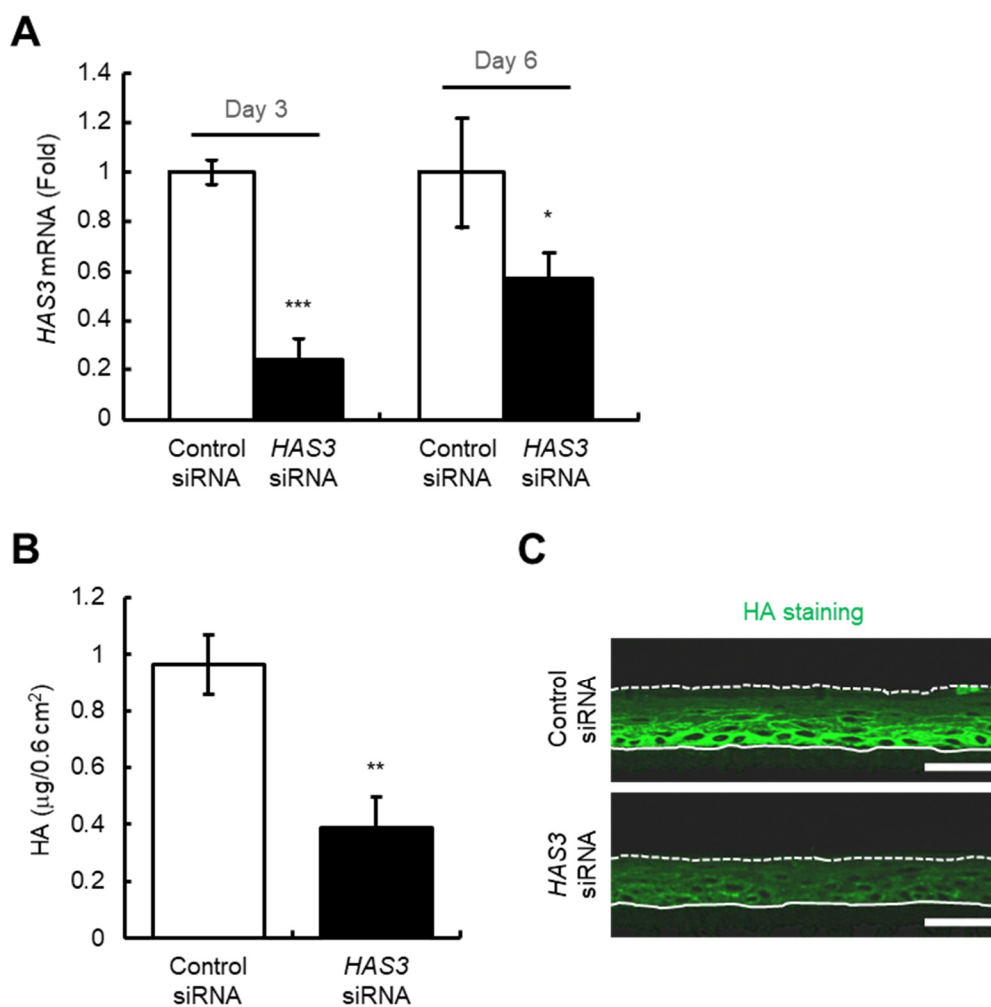 A
Day 3
Day 6
HAS3 mRNA (Fold)
1.4
1.2
1
0.8
0.6
0.4
0.2
0
***
*
Control
siRNA
HAS3
siRNA
Control
siRNA
HAS3
siRNA
B
HA (μg/0.6 cm²)
1.2
1
0.8
0.6
0.4
0.2
0
**
Control
siRNA
HAS3
siRNA
C
HA staining
Control
siRNA
HAS3
siRNA